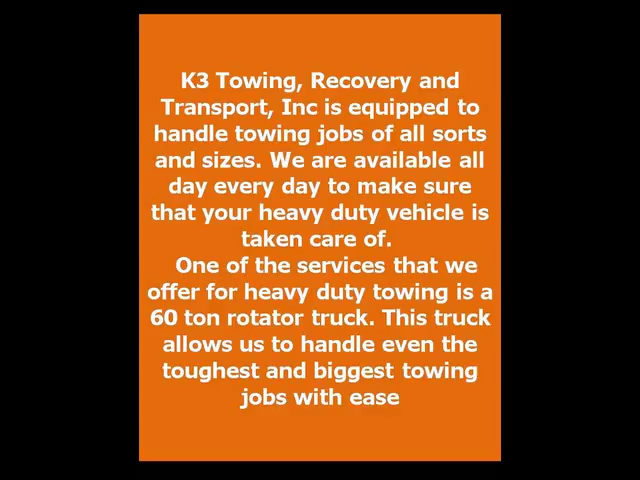 K3 Towing, Recovery and
Transport, Inc is equipped to
handle towing jobs of all sorts
and sizes. We are available all
day every day to make sure
that your heavy duty vehicle is
taken care of.
One of the services that we
offer for heavy duty towing is a
60 ton rotator truck. This truck
allows us to handle even the
toughest and biggest towing
jobs with ease